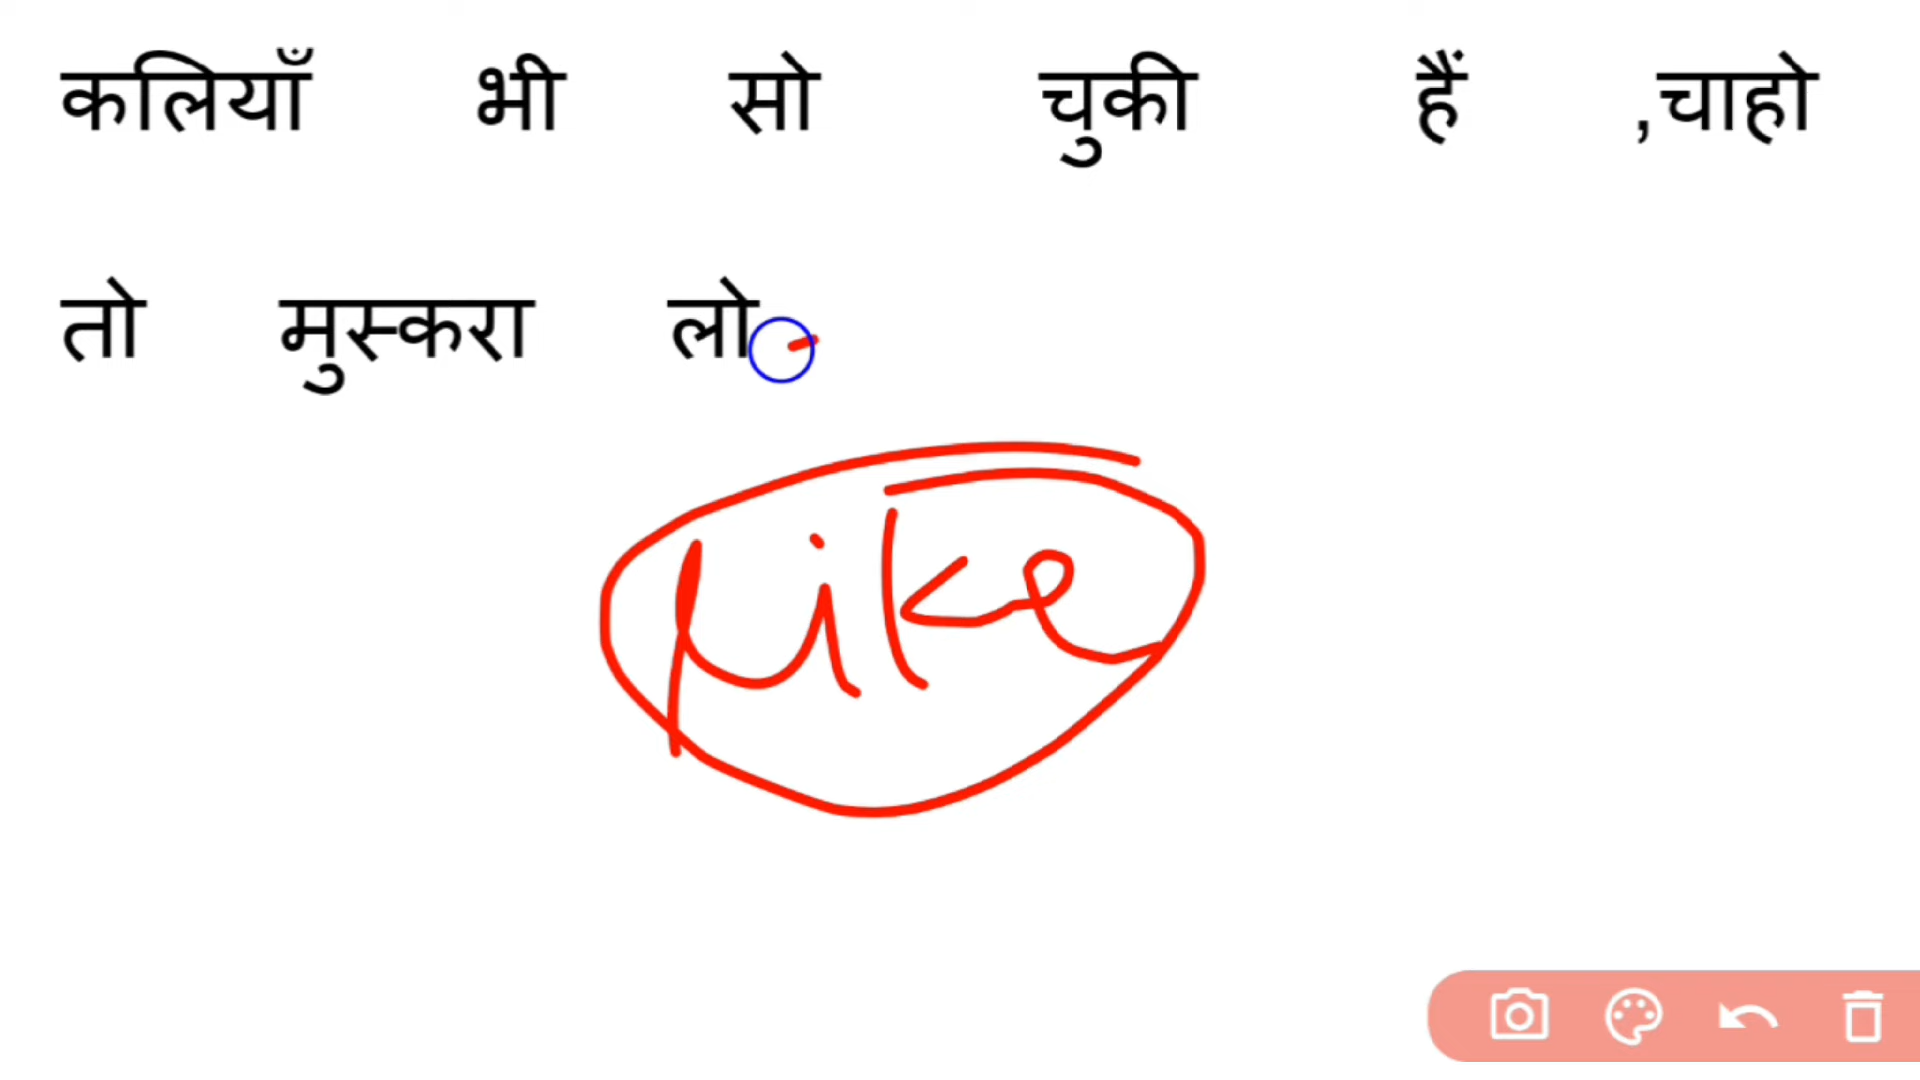 कलियाँ भी सो चुकी हैं ,चाहो
तो मुस्करा लो
Like